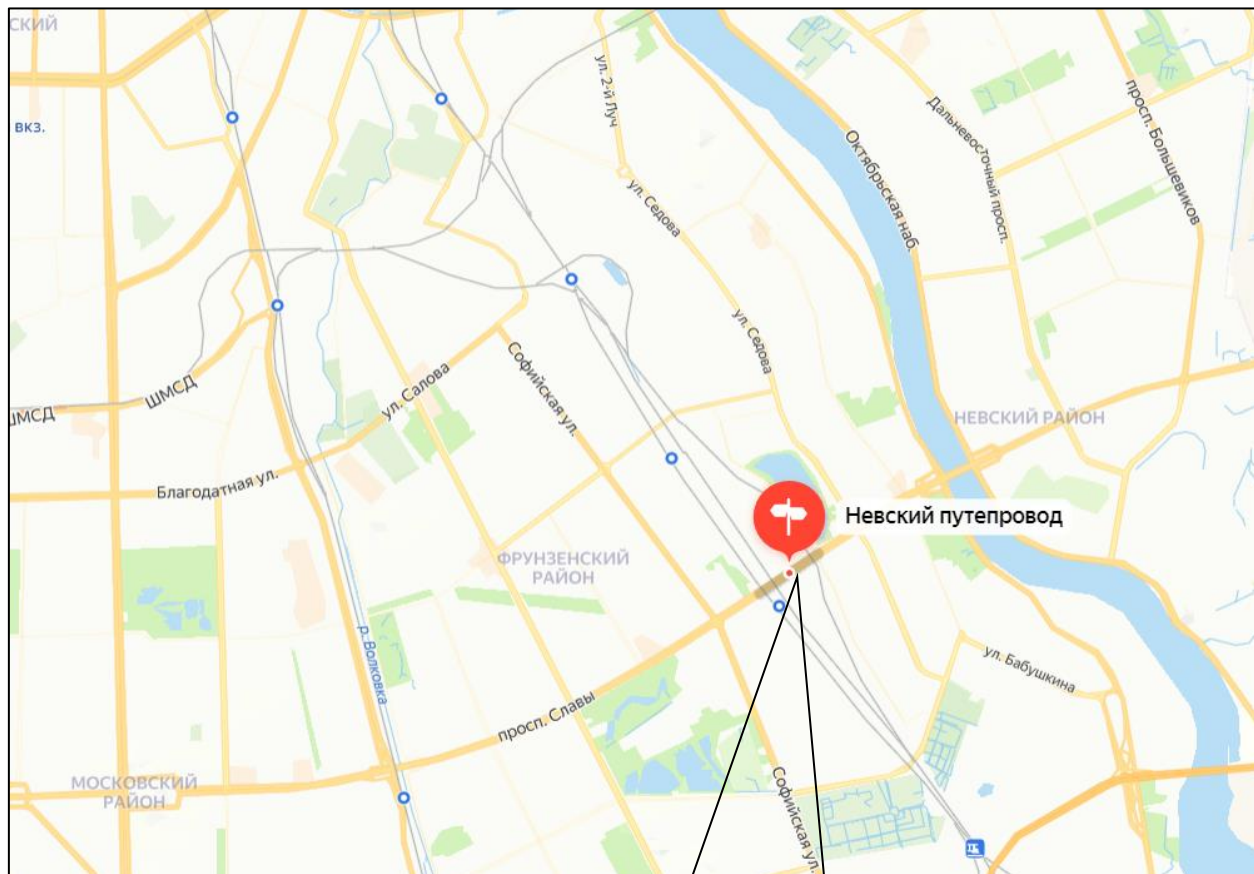 СКИЙ
вкз.
ул. 2-й Луч
Дальневосточный просп.
просп. Большевиков
Октябрьская наб.
ул. Седова
ул. Седова
ШМСД
ШМСД
ул. Салова
Софийская ул.
Благодатная ул.
НЕВСКИЙ РАЙОН
Невский путепровод
ФРУНЗЕНСКИЙ
РАЙОН
р. Волковка
ул. Бабушкина
просп. Славы
МОСКОВСКИЙ
РАЙОН
Софийская ул.